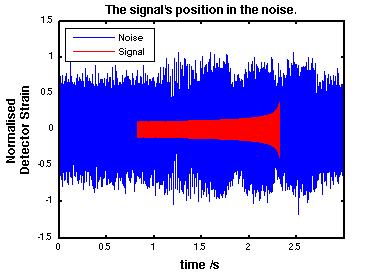 The signal's position in the noise.
1.5
Noise
Signal
1
0.5
0
-0.5
-1
-1.5
Normalised
Detector Strain
0 0.5 1 1.5 2 2.5
time /s